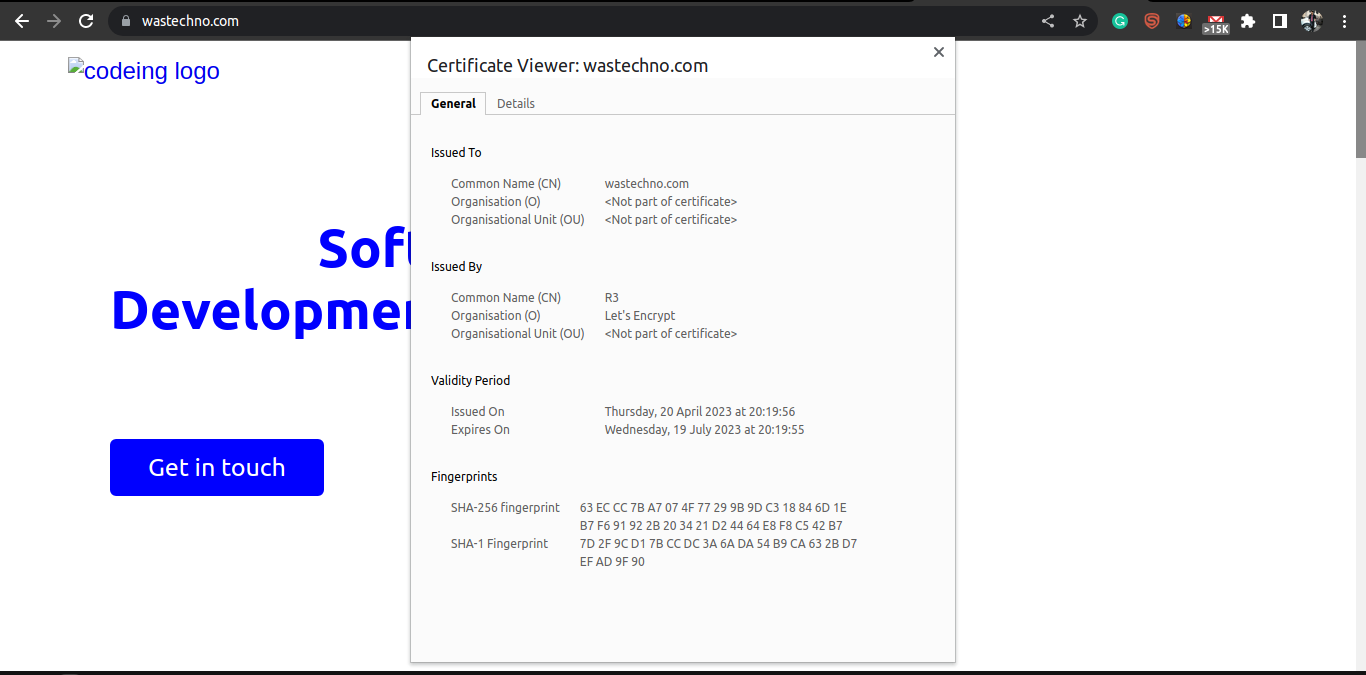 wastechno.com
>15K
codeing logo
Soft
Developmen
Get in touch
Certificate Viewer: wastechno.com
General Details
Issued To
Common Name (CN) wastechno.com
Organisation (O) <Not part of certificate>
Organisational Unit (OU) <Not part of certificate>
Issued By
Common Name (CN) R3
Organisation (O) Let's Encrypt
Organisational Unit (OU) <Not part of certificate>
Validity Period
Issued On Thursday, 20 April 2023 at 20:19:56
Expires On Wednesday, 19 July 2023 at 20:19:55
Fingerprints
SHA-256 fingerprint 63 EC CC 7B A7 07 4F 77 29 9B 9D C3 18 84 6D 1E
B7 F6 91 92 2B 20 34 21 D2 44 64 E8 F8 C5 42 B7
SHA-1 Fingerprint 7D 2F 9C D1 7B CC DC 3A 6A DA 54 B9 CA 63 2B D7
EF AD 9F 90